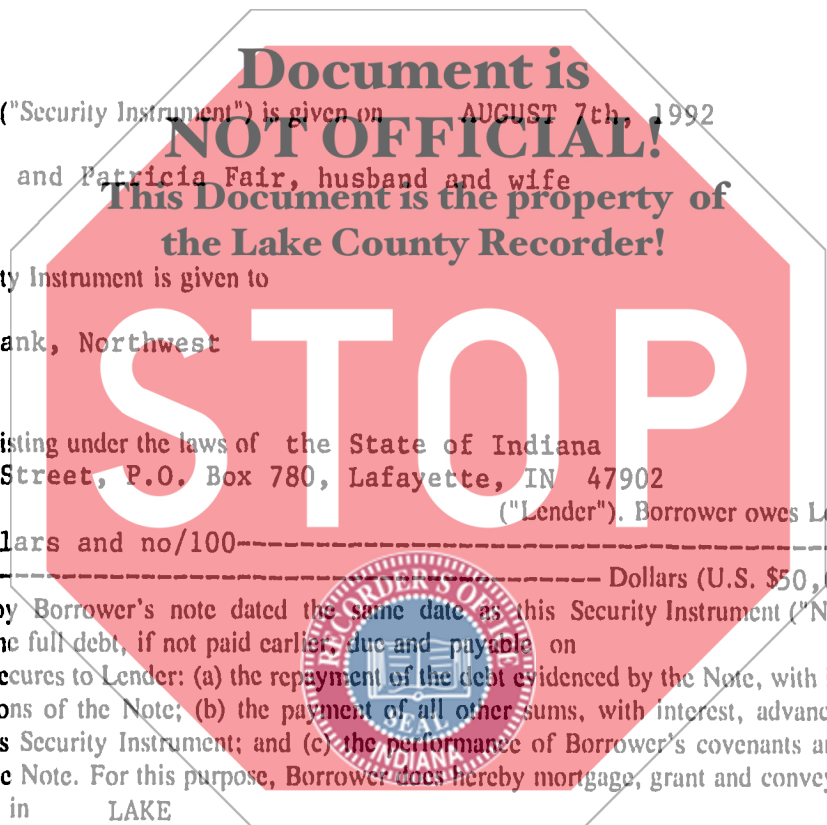 Document is
("Security Instrument") is given on AUGUST 7th, 1992
NOT OFFICIAL!
and Patricia Fair, husband and wife
This Document is the property of
the Lake County Recorder!
ty Instrument is given to
ank, Northwest
STOP
isting under the laws of the State of Indiana
Street, P.O. Box 780, Lafayette, IN 47902
("Lender"). Borrower owes Le
lars and no/100--------------------------------
-------------------------------- Dollars (U.S. $50,0
RECORDER'S OFFICE
by Borrower's note dated the same date as this Security Instrument ("N
he full debt, if not paid earlier, due and payable on
ecures to Lender: (a) the repayment of the debt evidenced by the Note, with i
ons of the Note; (b) the payment of all other sums, with interest, advanc
SEAL
s Security Instrument; and (c) the performance of Borrower's covenants a
INDIANA
e Note. For this purpose, Borrower does hereby mortgage, grant and convey
in LAKE